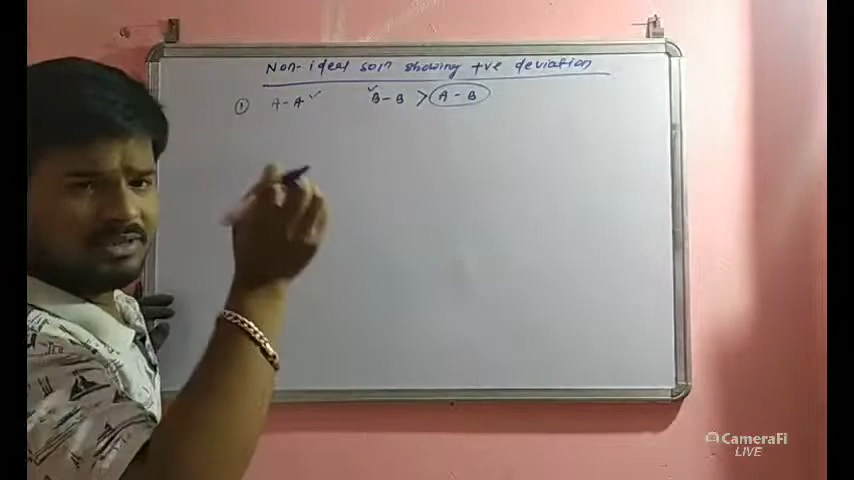 Non-ideal soln showing +ve deviation
① A-A ✓ ✓B-B > A-B
CameraFi
LIVE